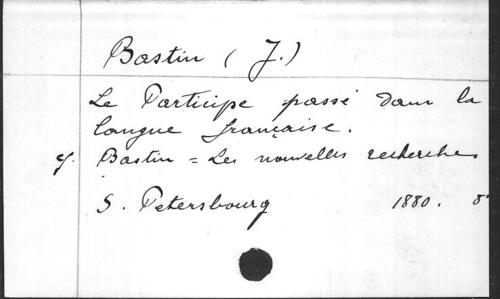 Bastin (J.)
Le Participe passé dans la
langue française.
cf. Bastin = Les nouvelles recherches
S. Petersbourg 1880. 8°